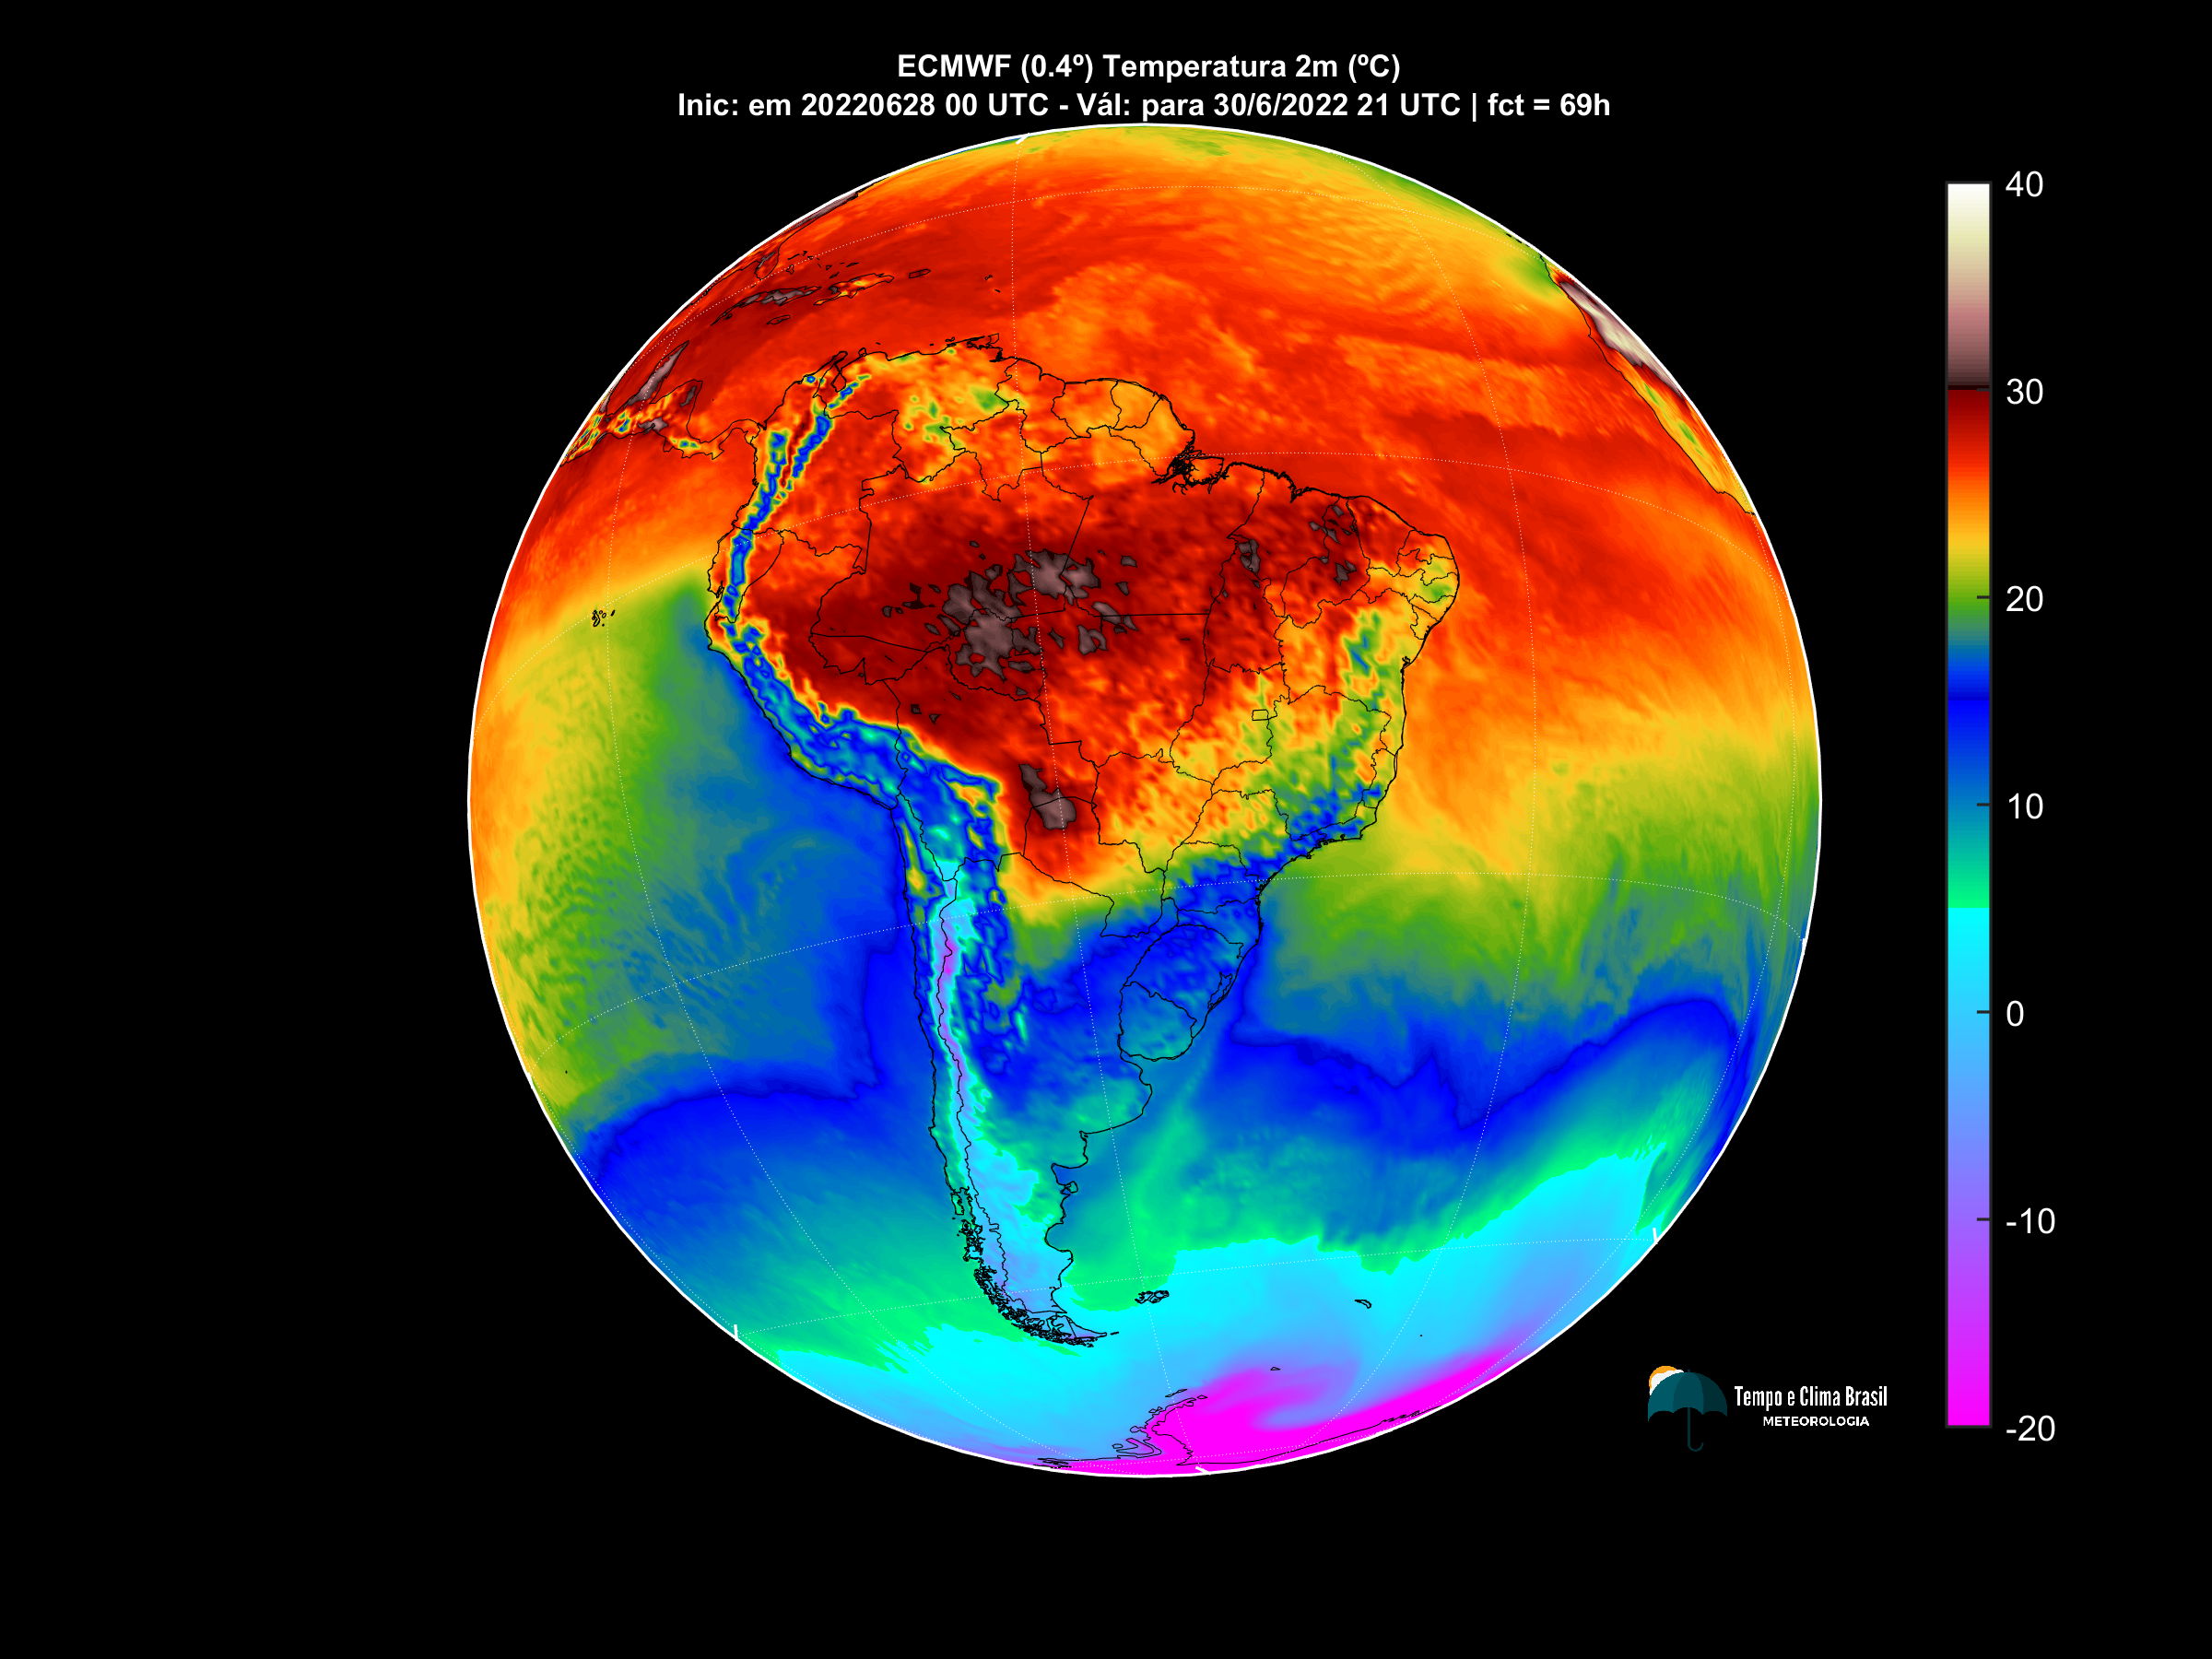 ECMWF (0.4º) Temperatura 2m (ºC)
Inic: em 20220628 00 UTC - Vál: para 30/6/2022 21 UTC | fct = 69h
40
30
20
10
0
-10
-20
Tempo e Clima Brasil
METEOROLOGIA